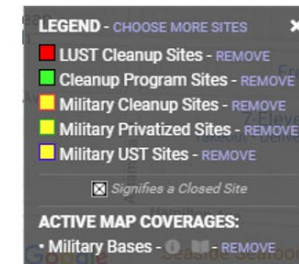 LEGEND - CHOOSE MORE SITES
LUST Cleanup Sites - REMOVE
Cleanup Program Sites - REMOVE
Military Cleanup Sites - REMOVE
Military Privatized Sites - REMOVE
Military UST Sites - REMOVE
Signifies a Closed Site
ACTIVE MAP COVERAGES:
• Military Bases - REMOVE
Google